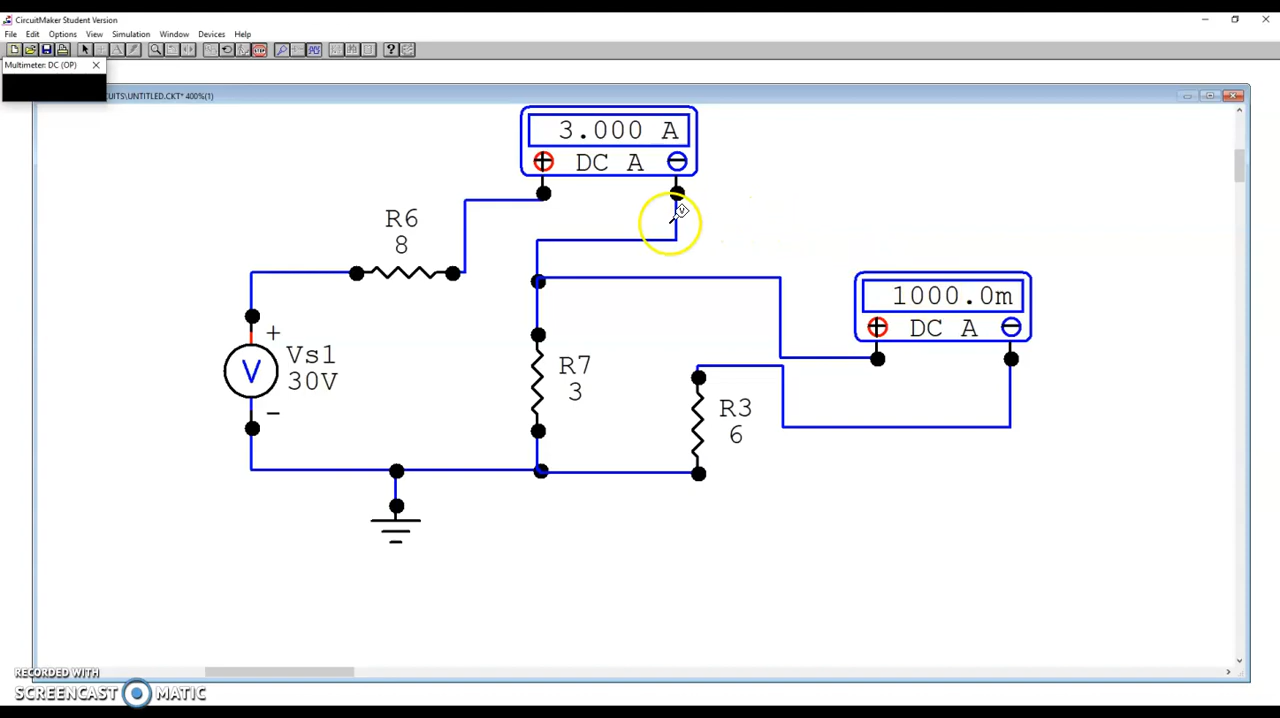 CircuitMaker Student Version
File Edit Options View Simulation Window Devices Help
Multimeter: DC (OP)
CUITS\UNTITLED.CKT* 400%(1)
3.000 A
+ DC A −
R6
8
1000.0m
+ DC A −
+
Vs1
V
30V
−
R7
3
R3
6
RECORDED WITH
SCREENCAST MATIC